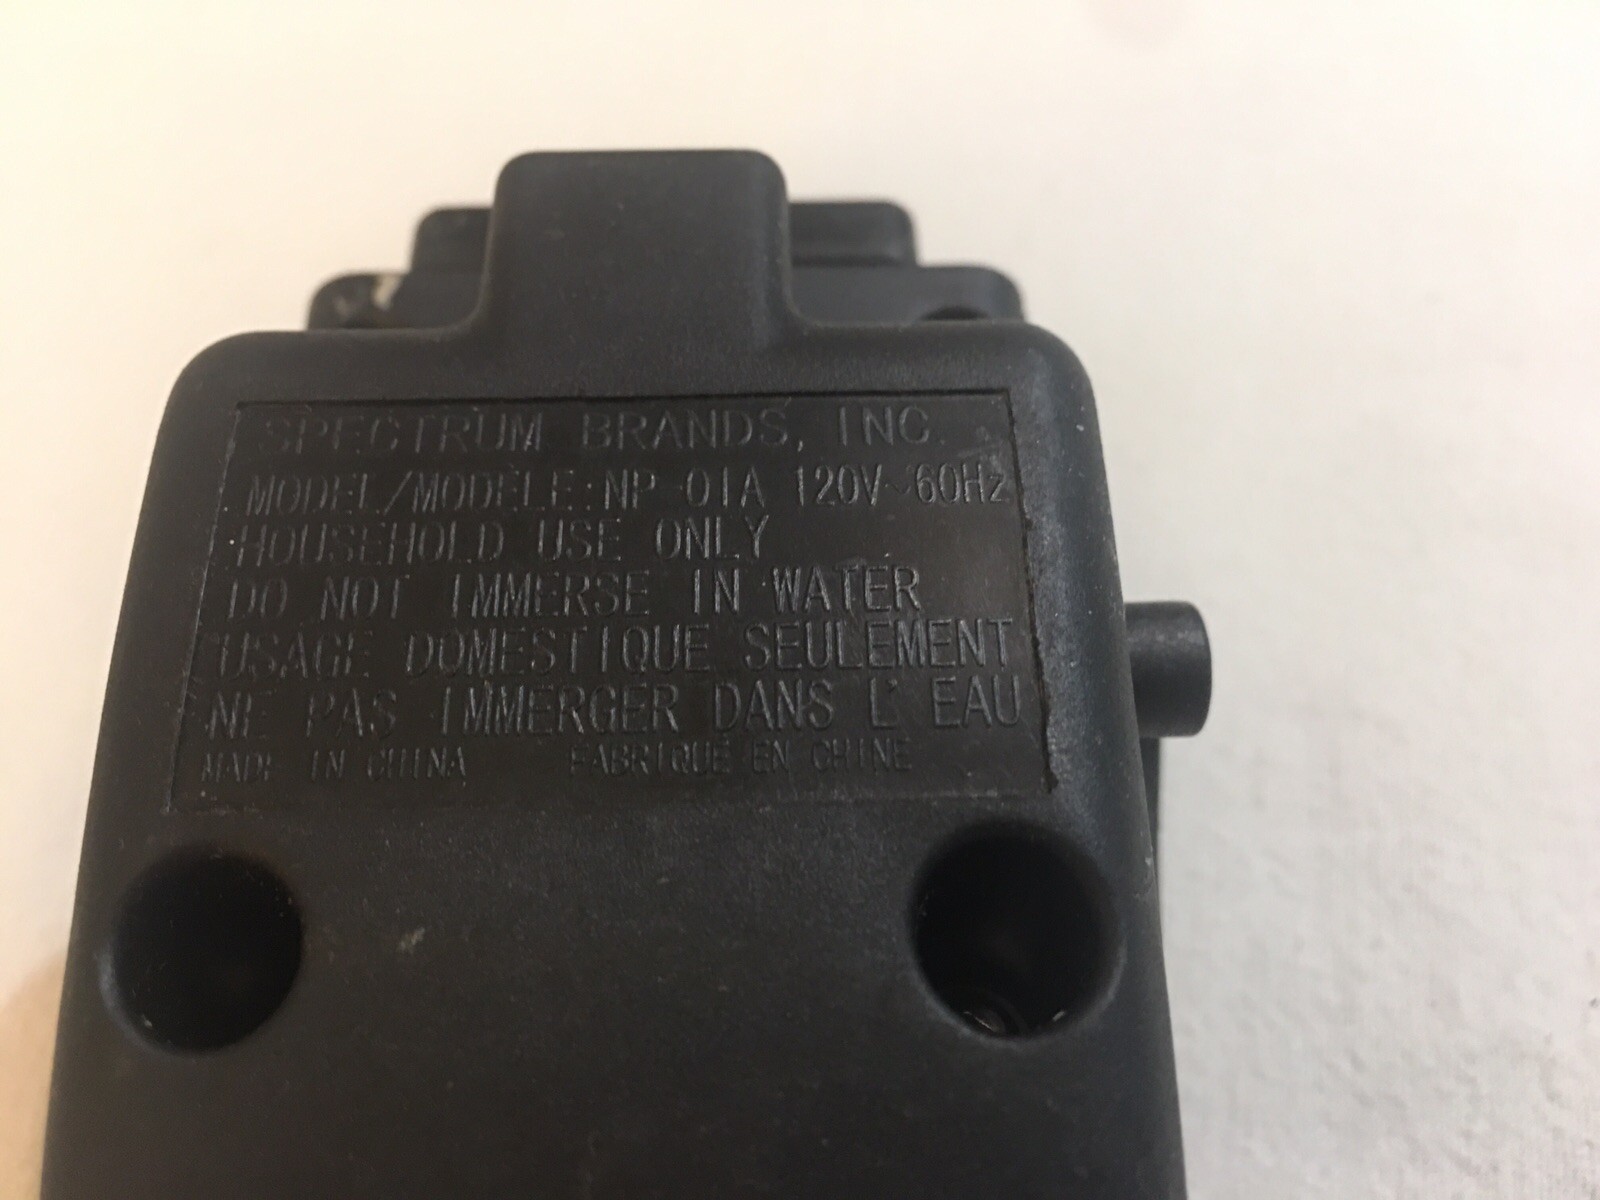 SPECTRUM BRANDS, INC.
MODEL/MODÈLE:NP-01A 120V~60Hz
HOUSEHOLD USE ONLY
DO NOT IMMERSE IN WATER
USAGE DOMESTIQUE SEULEMENT
NE PAS IMMERGER DANS L'EAU
MADE IN CHINA FABRIQUE EN CHINE